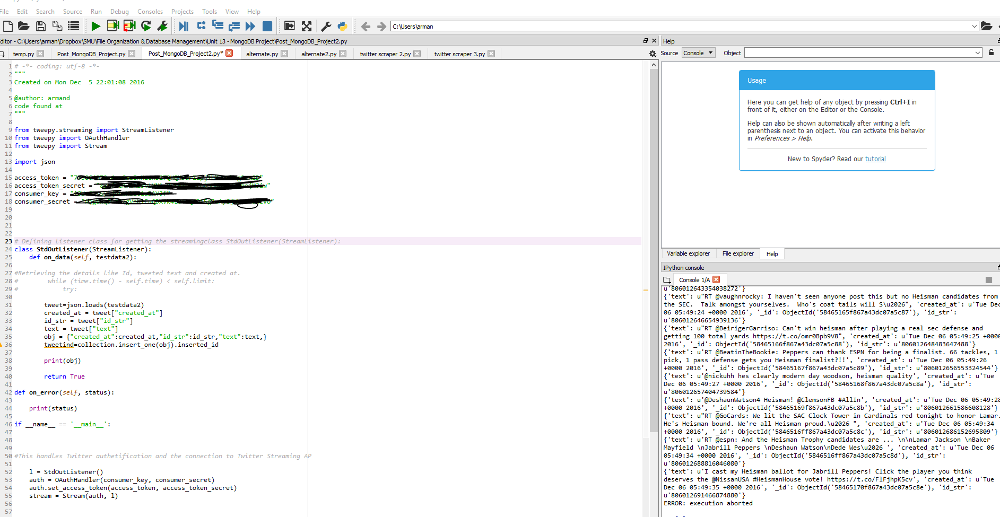 File Edit Search Source Run Debug Consoles Projects Tools View Help
C:\Users\arman
ditor - C:\Users\arman\Dropbox\SMU\File Organization & Database Management\Unit 13 - MongoDB Project\Post_MongoDB_Project2.py
temp.py Post_MongoDB_Project.py Post_MongoDB_Project2.py* alternate.py alternate2.py twitter scraper 2.py twitter scraper 3.py
1 # -*- coding: utf-8 -*-
2 """
3 Created on Mon Dec  5 22:01:08 2016
4
5 @author: armand
6 code found at
7 """
8
9 from tweepy.streaming import StreamListener
10 from tweepy import OAuthHandler
11 from tweepy import Stream
12
13 import json
14
15 access_token = "
16 access_token_secret = "
17 consumer_key = "
18 consumer_secret = "
19
20
21
22
23 # Defining listener class for getting the streamingclass StdOutListener(StreamListener):
24 class StdOutListener(StreamListener):
25     def on_data(self, testdata2):
26
27 #Retrieving the details like Id, tweeted text and created at.
28 #        while (time.time() - self.time) < self.limit:
29 #            try:
30
31         tweet=json.loads(testdata2)
32         created_at = tweet["created_at"]
33         id_str = tweet["id_str"]
34         text = tweet["text"]
35         obj = {"created_at":created_at,"id_str":id_str,"text":text,}
36         tweetind=collection.insert_one(obj).inserted_id
37
38         print(obj)
39
40         return True
41
42 def on_error(self, status):
43
44     print(status)
45
46 if __name__ == '__main__':
47
48
49
50 #This handles Twitter authetification and the connection to Twitter Streaming AP
51
52     l = StdOutListener()
53     auth = OAuthHandler(consumer_key, consumer_secret)
54     auth.set_access_token(access_token, access_token_secret)
55     stream = Stream(auth, l)
56
57
Help
Source Console Object
Usage
Here you can get help of any object by pressing Ctrl+I in
front of it, either on the Editor or the Console.
Help can also be shown automatically after writing a left
parenthesis next to an object. You can activate this behavior
in Preferences > Help.
New to Spyder? Read our tutorial
Variable explorer File explorer Help
IPython console
Console 1/A
u'806012643354038272'}
{'text': u"RT @vaughnrocky: I haven't seen anyone post this but no Heisman candidates from
the SEC.  Talk amongst yourselves.  Who's coat tails will S\u2026", 'created_at': u'Tue Dec
06 05:49:24 +0000 2016', '_id': ObjectId('58465165f867a43dc07a5c87'), 'id_str':
u'806012646654939136'}
{'text': u"RT @BeirigerGarriso: Can't win heisman after playing a real sec defense and
getting 100 total yards https://t.co/omr0Bpb9V8", 'created_at': u'Tue Dec 06 05:49:25 +0000
2016', '_id': ObjectId('58465166f867a43dc07a5c88'), 'id_str': u'806012648483647488'}
{'text': u'RT @BeatinTheBookie: Peppers can thank ESPN for being a finalist. 66 tackles, 1
pick, 1 pass defense gets you Heisman finalist?!!', 'created_at': u'Tue Dec 06 05:49:26
+0000 2016', '_id': ObjectId('58465167f867a43dc07a5c89'), 'id_str': u'806012656553324544'}
{'text': u'@nickuhh hes clearly modern day woodson, heisman quality', 'created_at': u'Tue
Dec 06 05:49:27 +0000 2016', '_id': ObjectId('58465168f867a43dc07a5c8a'), 'id_str':
u'806012657404739584'}
{'text': u'@DeshaunWatson4 Heisman! @ClemsonFB #AllIn', 'created_at': u'Tue Dec 06 05:49:28
+0000 2016', '_id': ObjectId('58465169f867a43dc07a5c8b'), 'id_str': u'806012661586608128'}
{'text': u"RT @GoCards: We lit the SAC Clock Tower in Cardinals red tonight to honor Lamar.
He's Heisman bound. We're all Heisman proud.\u2026 ", 'created_at': u'Tue Dec 06 05:49:34
+0000 2016', '_id': ObjectId('5846516ff867a43dc07a5c8c'), 'id_str': u'806012686152695809'}
{'text': u'RT @espn: And the Heisman Trophy candidates are ... \n\nLamar Jackson \nBaker
Mayfield \nJabrill Peppers \nDeshaun Watson\nDede Wes\u2026 ', 'created_at': u'Tue Dec 06
05:49:34 +0000 2016', '_id': ObjectId('5846516ff867a43dc07a5c8d'), 'id_str':
u'806012688816046080'}
{'text': u'I cast my Heisman ballot for Jabrill Peppers! Click the player you think
deserves the @NissanUSA #HeismanHouse vote! https://t.co/FlFjhpK5cv', 'created_at': u'Tue
Dec 06 05:49:35 +0000 2016', '_id': ObjectId('58465170f867a43dc07a5c8e'), 'id_str':
u'806012691466874880'}
ERROR: execution aborted